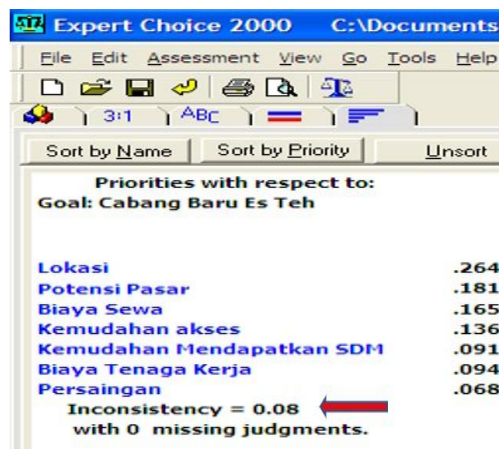 Expert Choice 2000 C:\Documents
File Edit Assessment View Go Tools Help
3:1 ABC
Sort by Name Sort by Priority Unsort
Priorities with respect to:
Goal: Cabang Baru Es Teh
Lokasi .264
Potensi Pasar .181
Biaya Sewa .165
Kemudahan akses .136
Kemudahan Mendapatkan SDM .091
Biaya Tenaga Kerja .094
Persaingan .068
Inconsistency = 0.08
with 0 missing judgments.